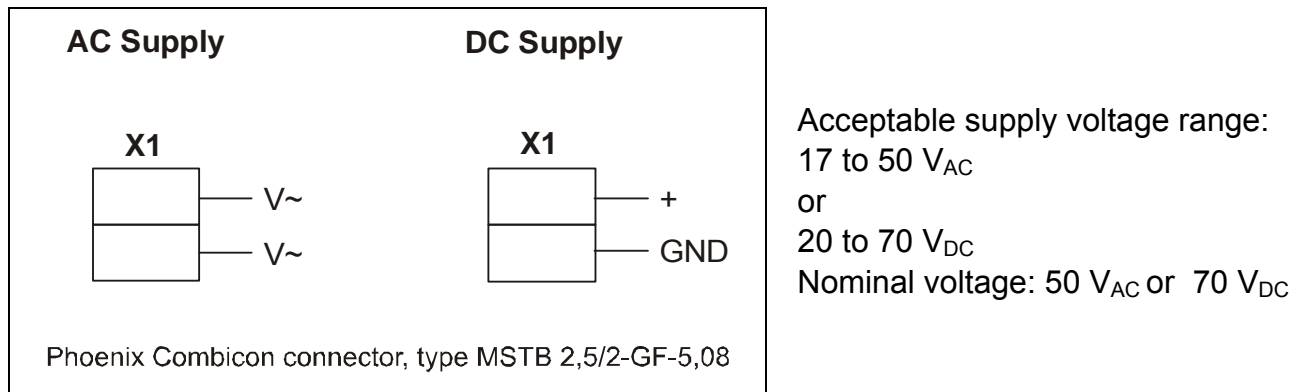 AC Supply
DC Supply
X1
X1
V~
+
V~
GND
Phoenix Combicon connector, type MSTB 2,5/2-GF-5,08
Acceptable supply voltage range:
17 to 50 VAC
or
20 to 70 VDC
Nominal voltage: 50 VAC or 70 VDC